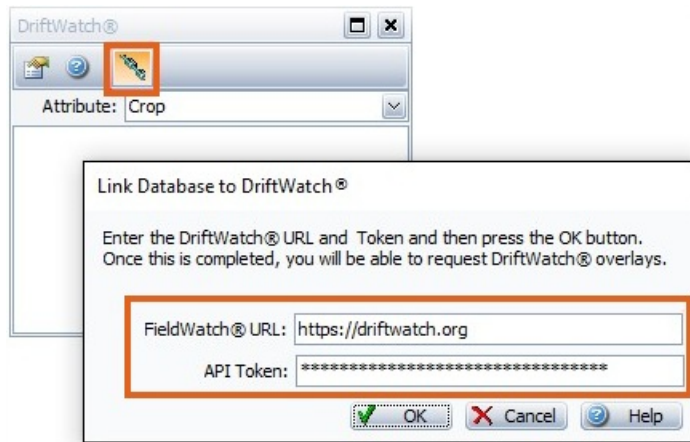 DriftWatch®
Attribute: Crop
Link Database to DriftWatch®
Enter the DriftWatch® URL and Token and then press the OK button.
Once this is completed, you will be able to request DriftWatch® overlays.
FieldWatch® URL: https://driftwatch.org
API Token: **********************************
OK Cancel Help